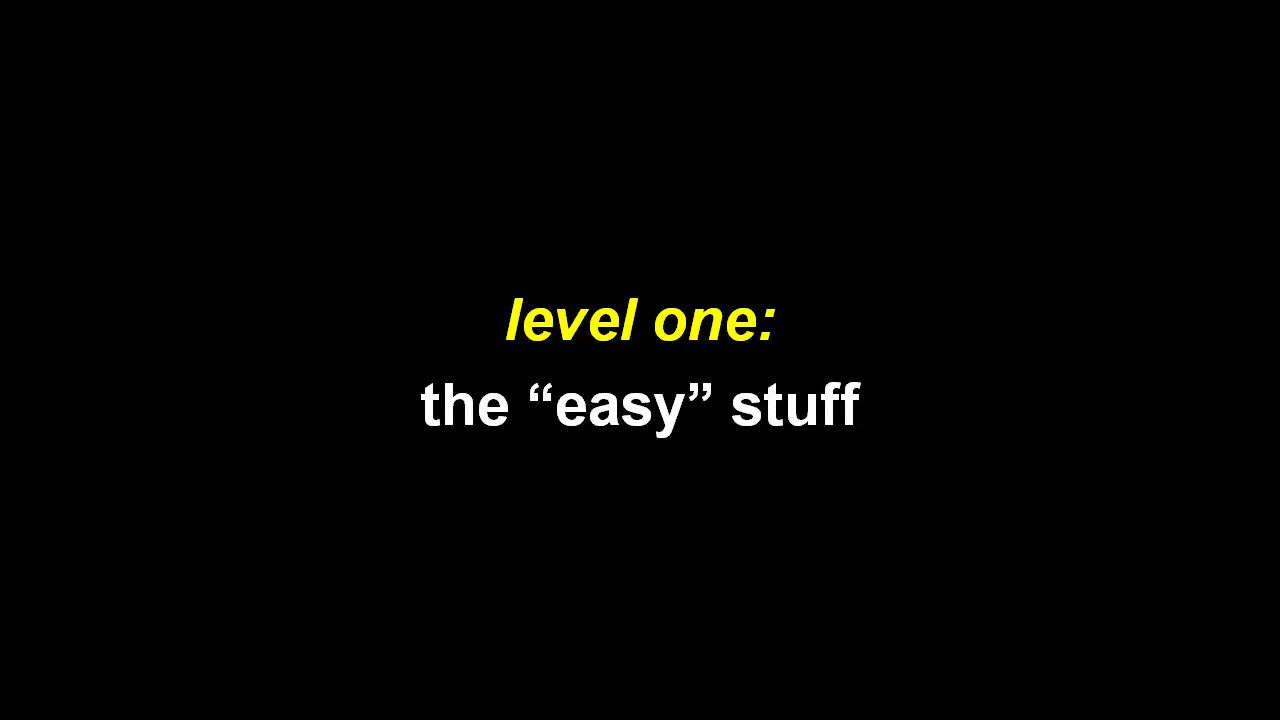 level one:
the “easy” stuff